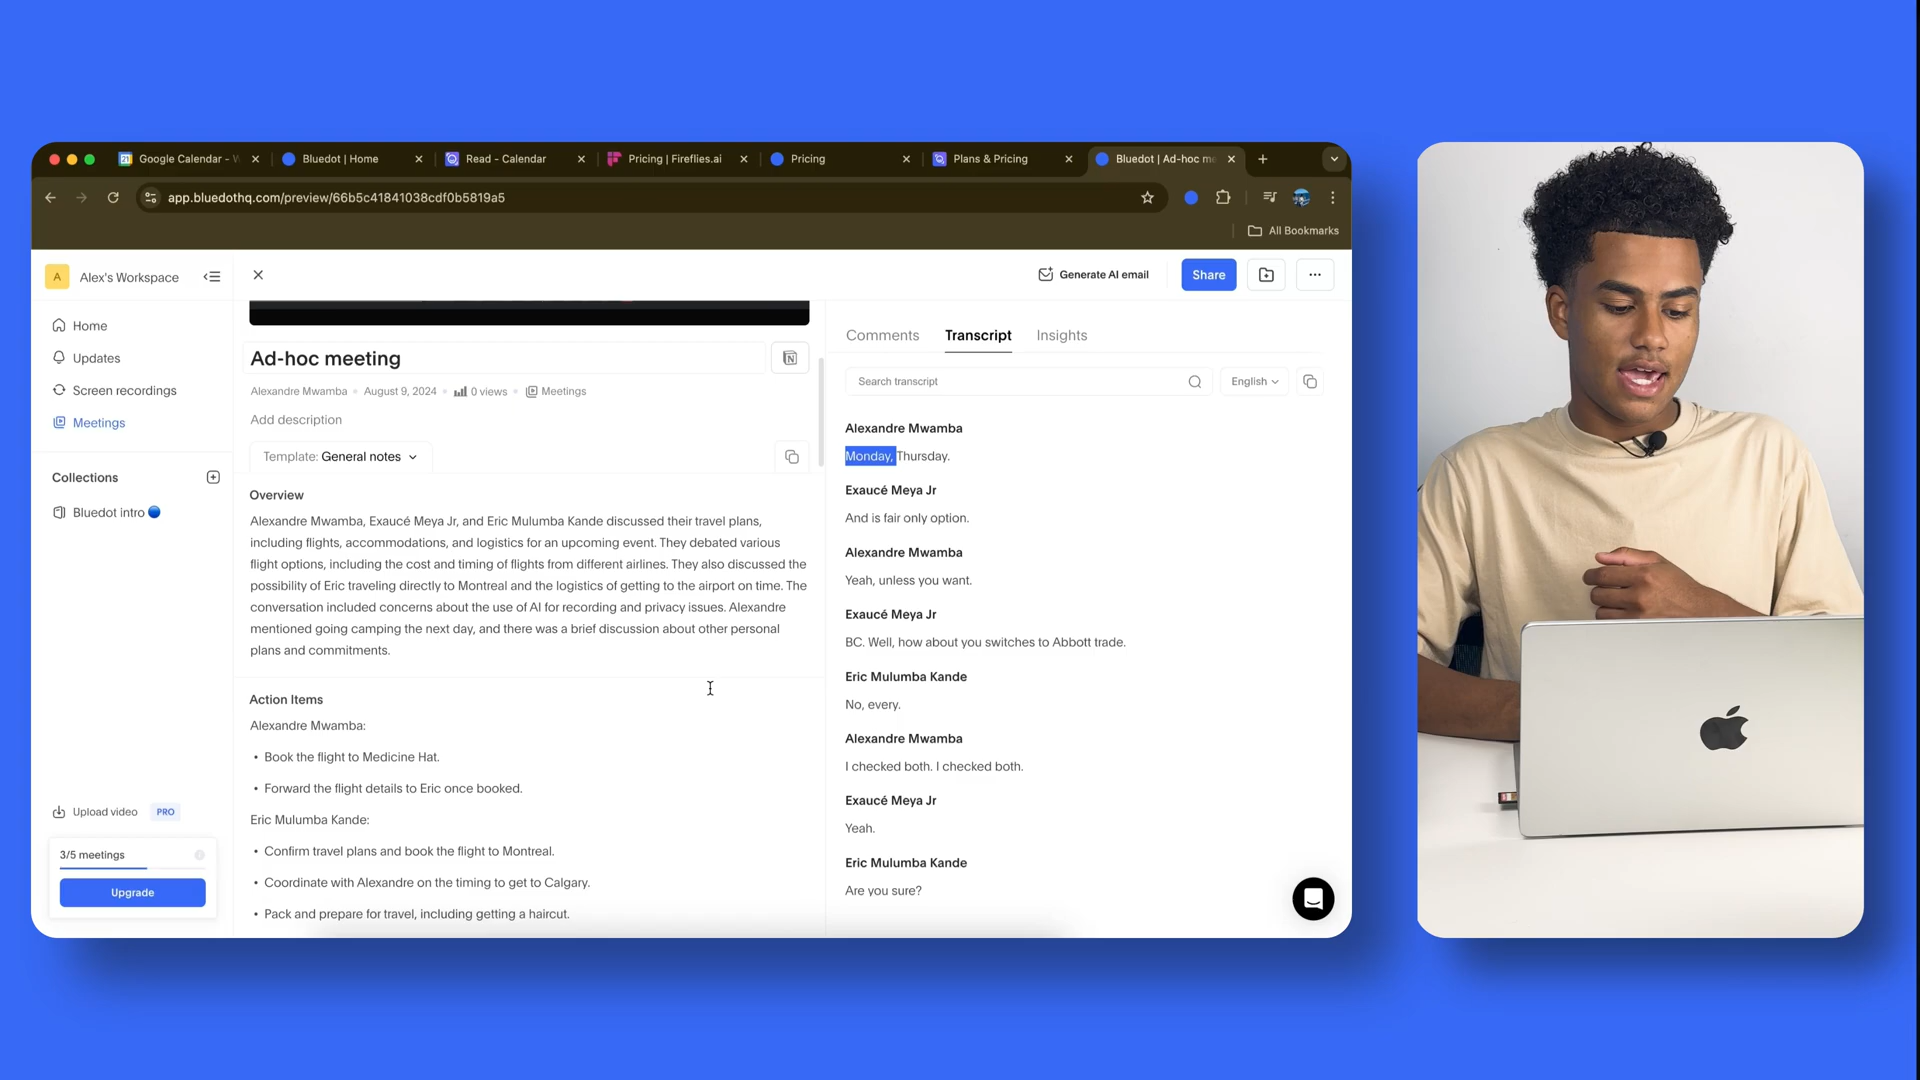 Google Calendar - W
Bluedot | Home
Read - Calendar
Pricing | Fireflies.ai
Pricing
Plans & Pricing
Bluedot | Ad-hoc me
app.bluedothq.com/preview/66b5c41841038cdf0b5819a5
All Bookmarks
A Alex's Workspace
Home
Updates
Screen recordings
Meetings
Collections
Bluedot intro
Upload video PRO
3/5 meetings
Upgrade
Generate AI email
Share
Ad-hoc meeting
Alexandre Mwamba • August 9, 2024 • 0 views • Meetings
Add description
Template: General notes
Overview
Alexandre Mwamba, Exaucé Meya Jr, and Eric Mulumba Kande discussed their travel plans,
including flights, accommodations, and logistics for an upcoming event. They debated various
flight options, including the cost and timing of flights from different airlines. They also discussed the
possibility of Eric traveling directly to Montreal and the logistics of getting to the airport on time. The
conversation included concerns about the use of AI for recording and privacy issues. Alexandre
mentioned going camping the next day, and there was a brief discussion about other personal
plans and commitments.
Action Items
Alexandre Mwamba:
• Book the flight to Medicine Hat.
• Forward the flight details to Eric once booked.
Eric Mulumba Kande:
• Confirm travel plans and book the flight to Montreal.
• Coordinate with Alexandre on the timing to get to Calgary.
• Pack and prepare for travel, including getting a haircut.
Comments
Transcript
Insights
Search transcript
English
Alexandre Mwamba
Monday, Thursday.
Exaucé Meya Jr
And is fair only option.
Alexandre Mwamba
Yeah, unless you want.
Exaucé Meya Jr
BC. Well, how about you switches to Abbott trade.
Eric Mulumba Kande
No, every.
Alexandre Mwamba
I checked both. I checked both.
Exaucé Meya Jr
Yeah.
Eric Mulumba Kande
Are you sure?